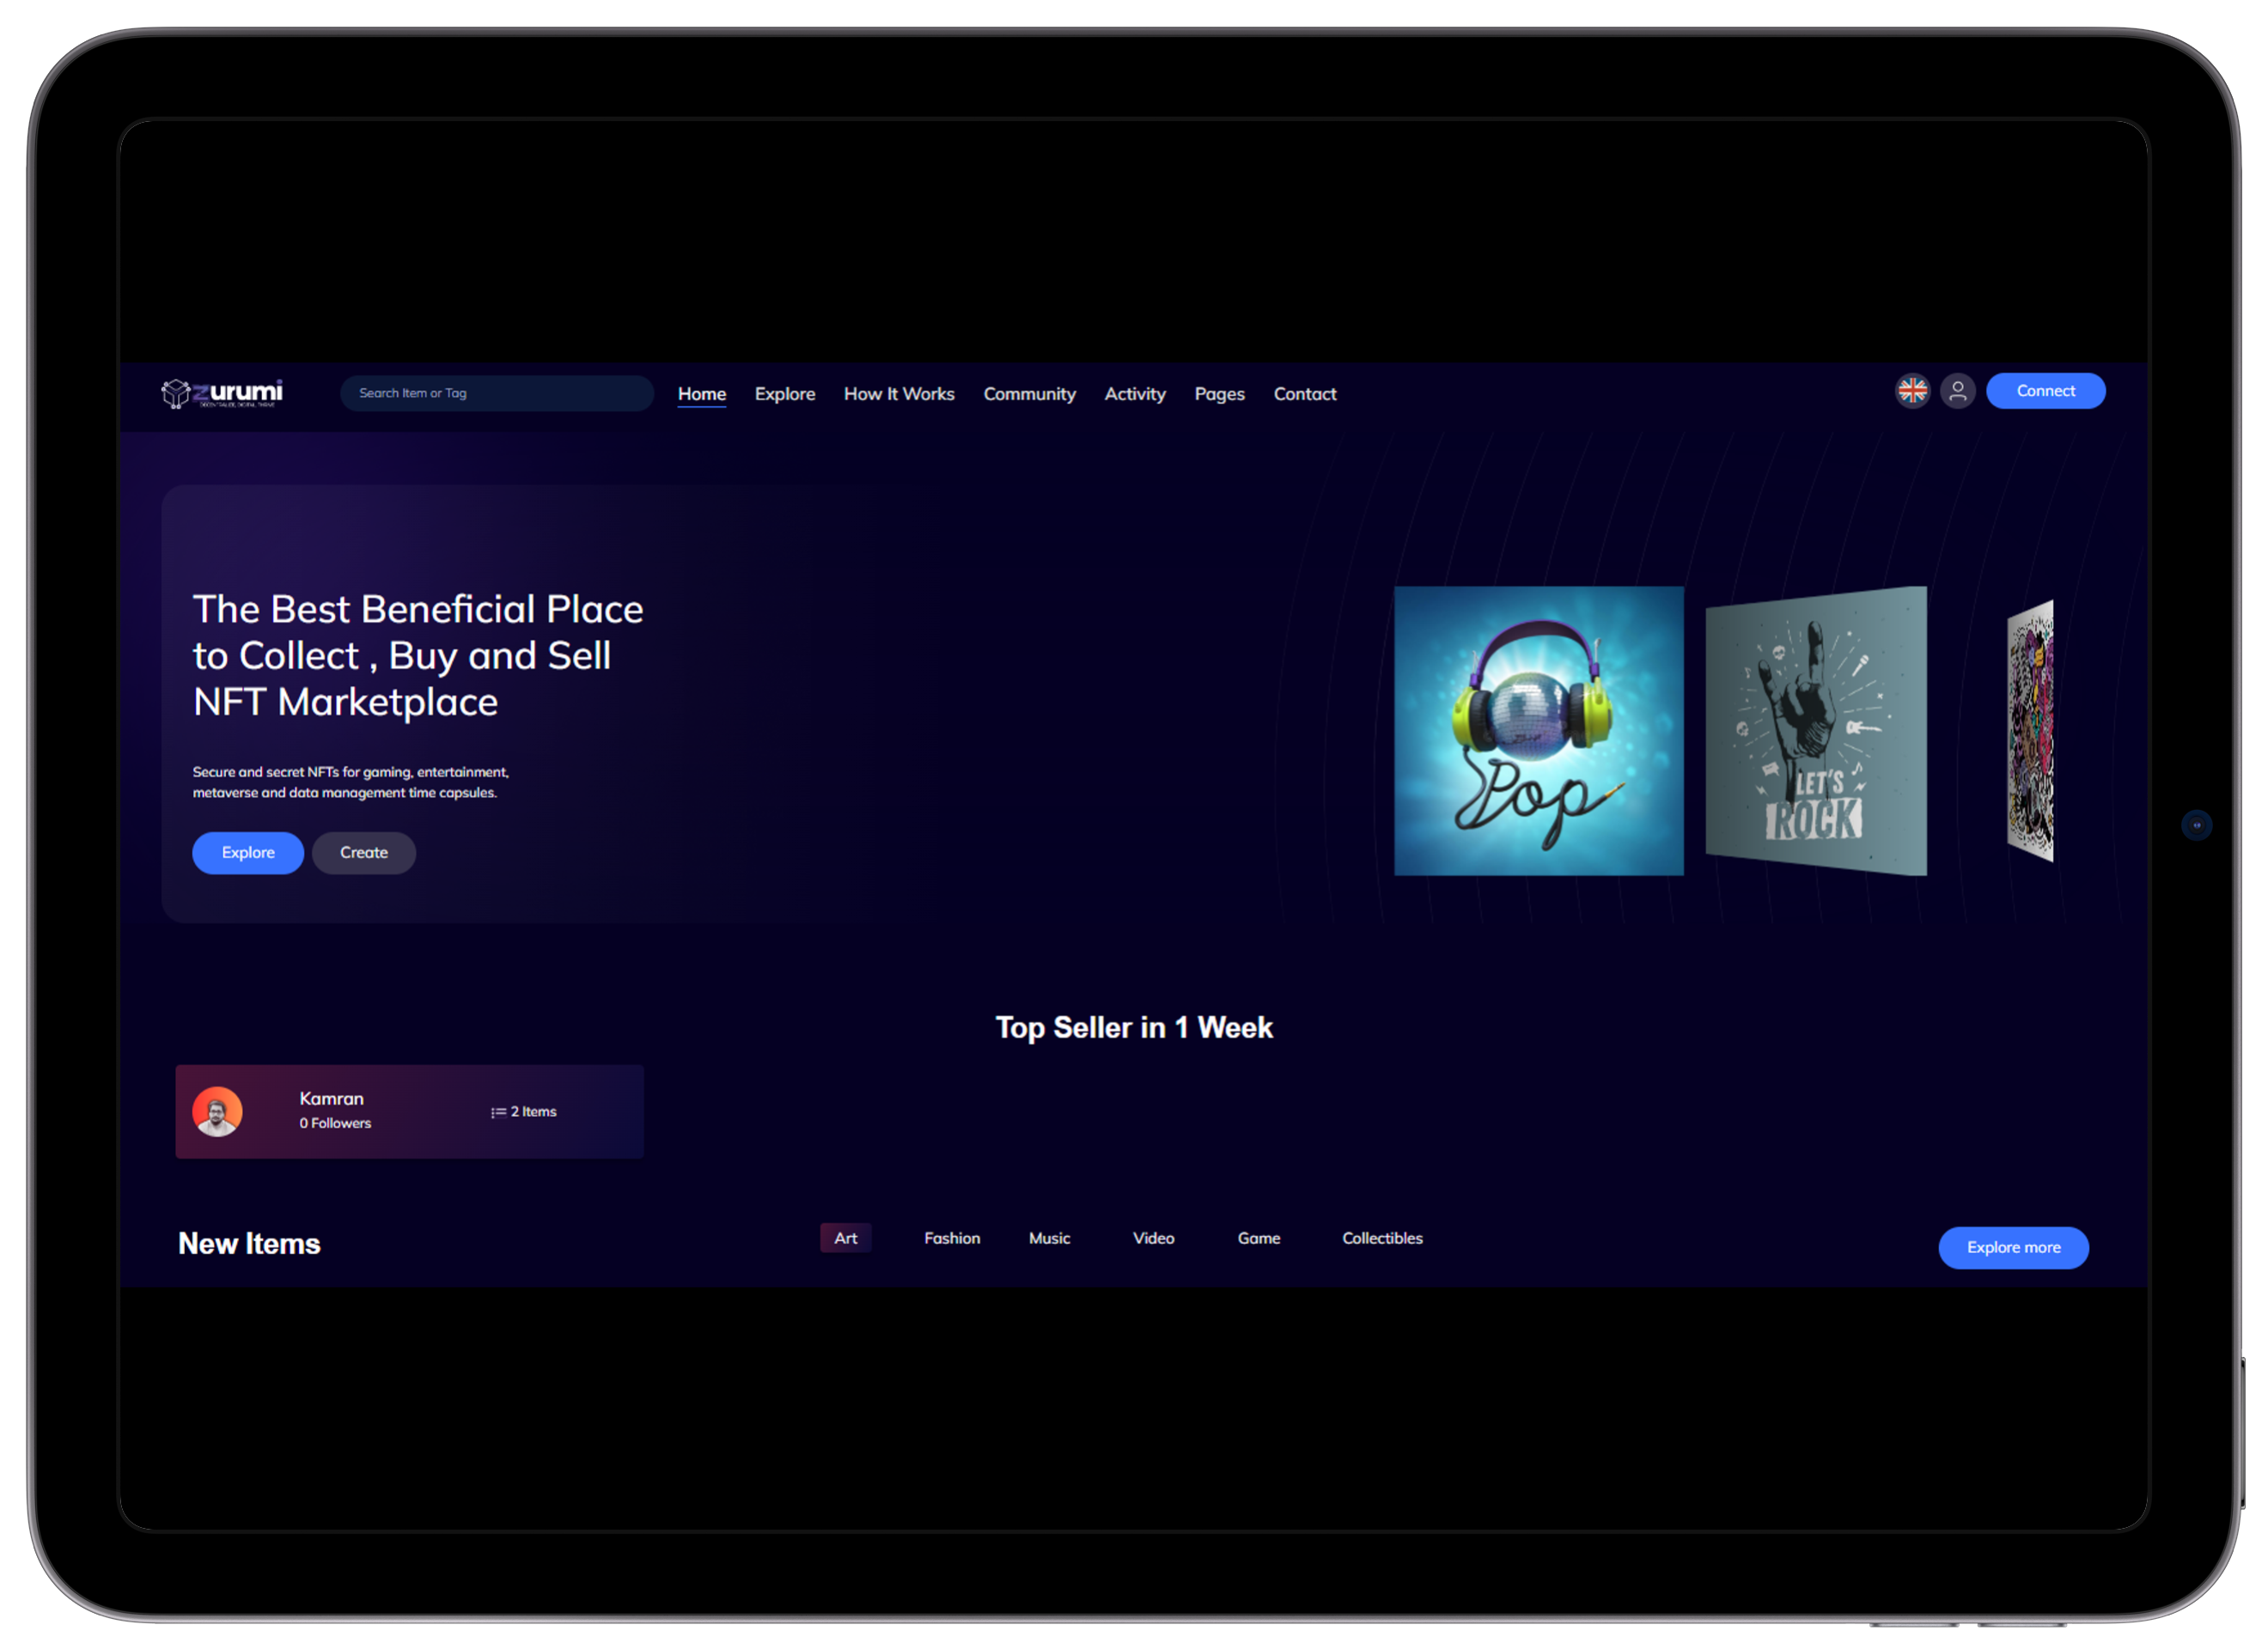 zurumi
DECENTRALIZE, DIGITAL, THRIVE
Search Item or Tag
Home Explore How It Works Community Activity Pages Contact
Connect
The Best Beneficial Place
to Collect , Buy and Sell
NFT Marketplace
Secure and secret NFTs for gaming, entertainment,
metaverse and data management time capsules.
Explore Create
Pop
LET'S
ROCK
Top Seller in 1 Week
Kamran
0 Followers
2 Items
New Items
Art Fashion Music Video Game Collectibles
Explore more